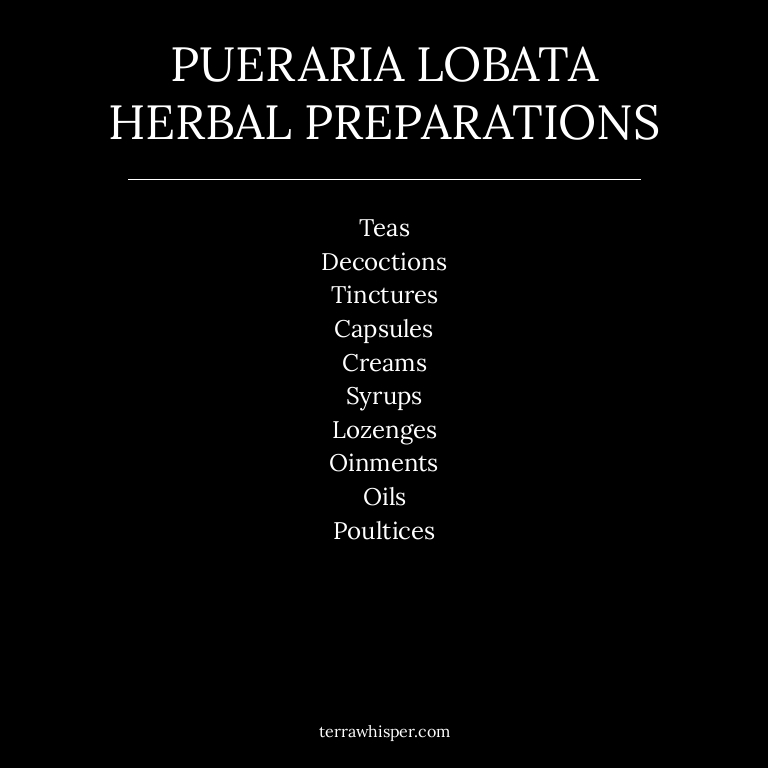 PUERARIA LOBATA
HERBAL PREPARATIONS
Teas
Decoctions
Tinctures
Capsules
Creams
Syrups
Lozenges
Oinments
Oils
Poultices
terrawhisper.com